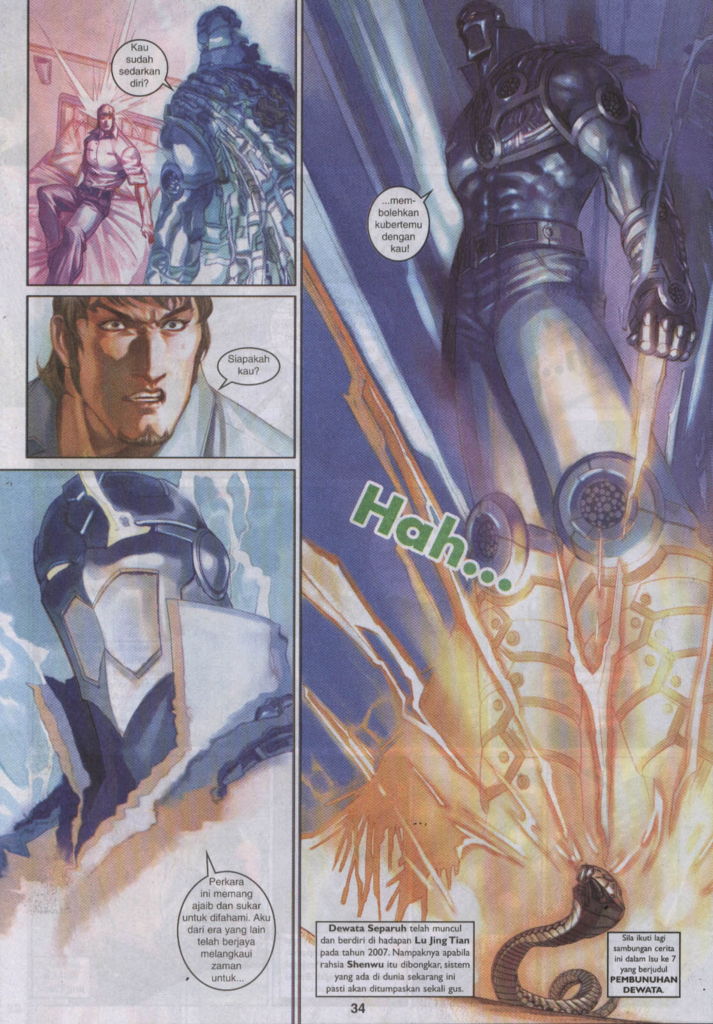 Kau
sudah
sedarkan
diri?
Siapakah
kau?
Perkara
ini memang
ajaib dan sukar
untuk difahami. Aku
dari era yang lain
telah berjaya
melangkaui
zaman
untuk...
...mem-
bolehkan
kubertemu
dengan
kau!
Hah...
Dewata Separuh telah muncul
dan berdiri di hadapan Lu Jing Tian
pada tahun 2007. Nampaknya apabila
rahsia Shenwu itu dibongkar, sistem
yang ada di dunia sekarang ini
pasti akan ditumpaskan sekali gus.
Sila ikuti lagi
sambungan cerita
ini dalam Isu ke 7
yang berjudul
PEMBUNUHAN
DEWATA.
34